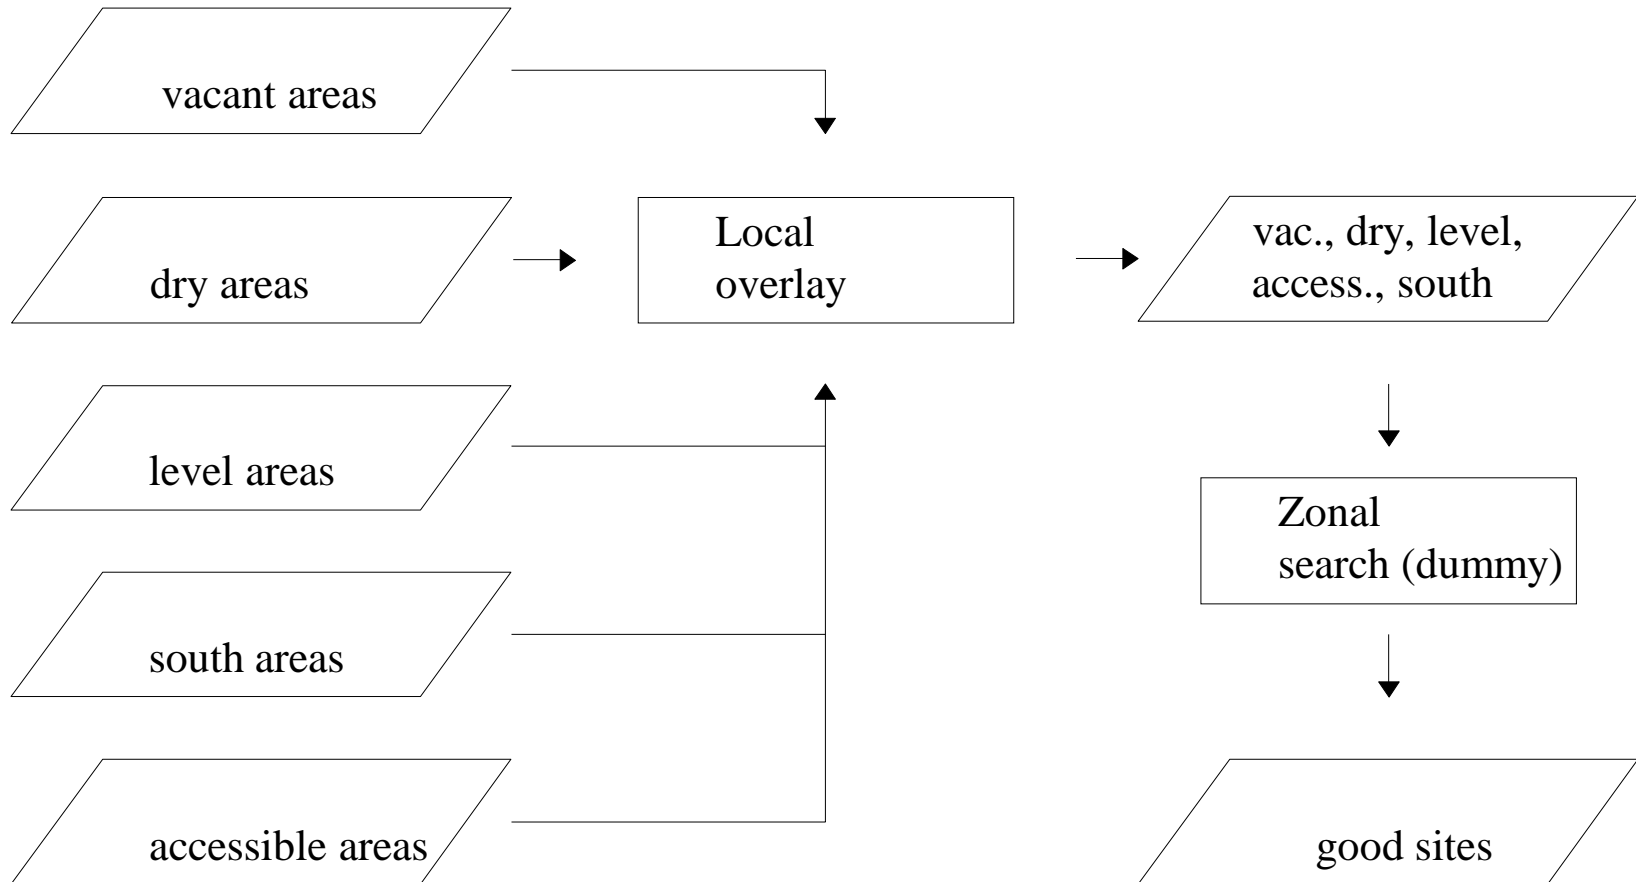 vacant areas
dry areas
Local
overlay
vac., dry, level,
access., south
level areas
Zonal
search (dummy)
south areas
accessible areas
good sites